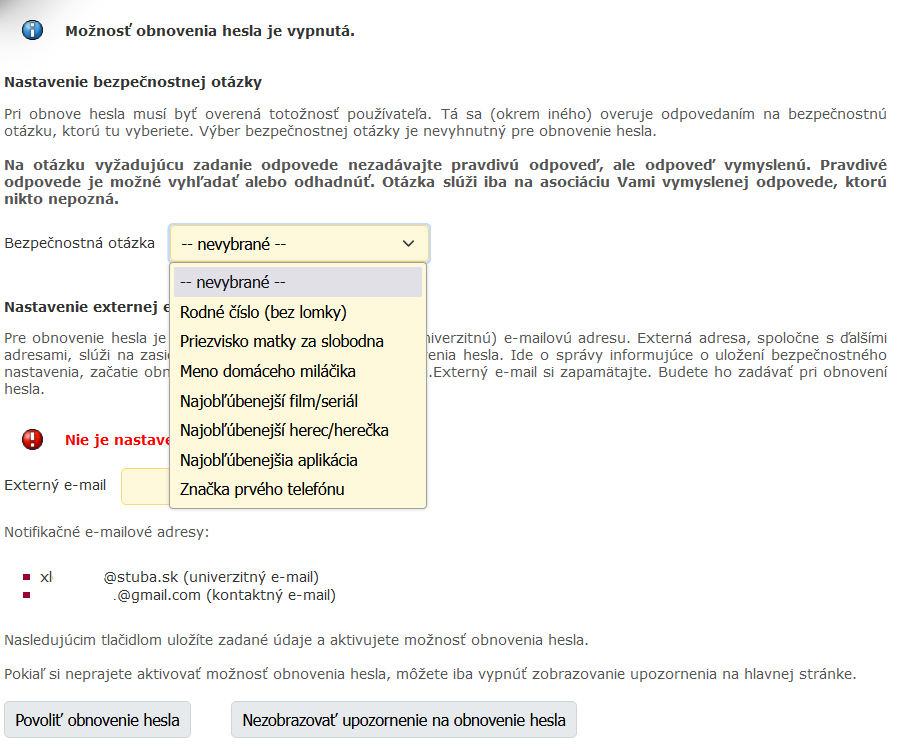 Možnosť obnovenia hesla je vypnutá.
Nastavenie bezpečnostnej otázky
Pri obnove hesla musí byť overená totožnosť používateľa. Tá sa (okrem iného) overuje odpovedaním na bezpečnostnú
otázku, ktorú tu vyberiete. Výber bezpečnostnej otázky je nevyhnutný pre obnovenie hesla.
Na otázku vyžadujúcu zadanie odpovede nezadávajte pravdivú odpoveď, ale odpoveď vymyslenú. Pravdivé
odpovede je možné vyhľadať alebo odhadnúť. Otázka slúži iba na asociáciu Vami vymyslenej odpovede, ktorú
nikto nepozná.
Bezpečnostná otázka -- nevybrané --
-- nevybrané --
Rodné číslo (bez lomky)
Priezvisko matky za slobodna
Meno domáceho miláčika
Najobľúbenejší film/seriál
Najobľúbenejší herec/herečka
Najobľúbenejšia aplikácia
Značka prvého telefónu
Nastavenie externej
Pre obnovenie hesla je e-mailovú adresu. Externá adresa, spoločne s ďalšími
adresami, slúži na hesla. Ide o správy informujúce o uložení bezpečnostného
nastavenia, začatie .Externý e-mail si zapamätajte. Budete ho zadávať pri obnovení
hesla.
Nie je
Externý e-mail
Notifikačné e-mailové adresy:
@stuba.sk (univerzitný e-mail)
.@gmail.com (kontaktný e-mail)
Nasledujúcim tlačidlom uložíte zadané údaje a aktivujete možnosť obnovenia hesla.
Pokiaľ si neprajete aktivovať možnosť obnovenia hesla, môžete iba vypnúť zobrazovanie upozornenia na hlavnej stránke.
Povoliť obnovenie hesla Nezobrazovať upozornenie na obnovenie hesla